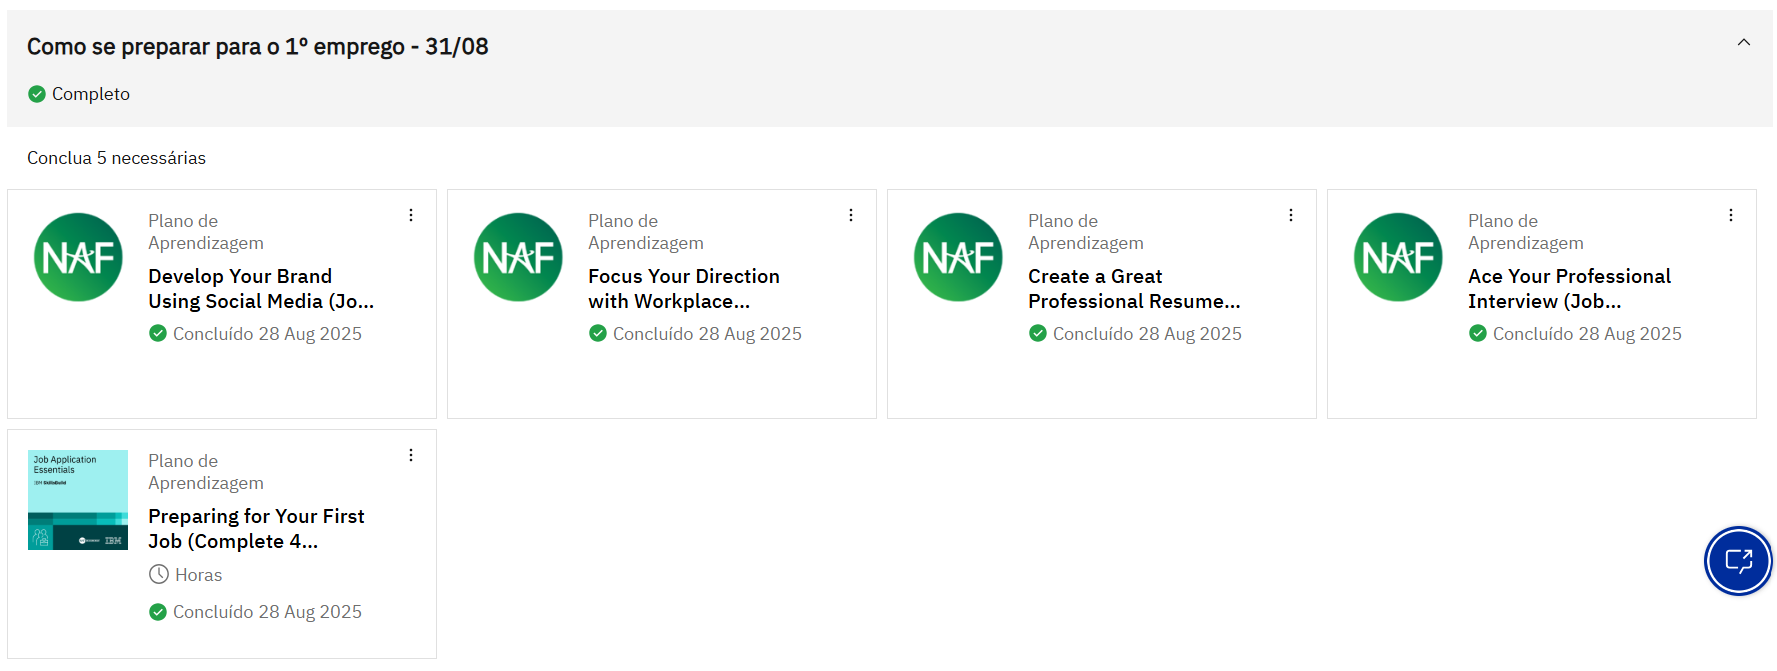 Como se preparar para o 1º emprego - 31/08
Completo
Conclua 5 necessárias
NAF
Plano de
Aprendizagem
Develop Your Brand
Using Social Media (Jo...
Concluído 28 Aug 2025
NAF
Plano de
Aprendizagem
Focus Your Direction
with Workplace...
Concluído 28 Aug 2025
NAF
Plano de
Aprendizagem
Create a Great
Professional Resume...
Concluído 28 Aug 2025
NAF
Plano de
Aprendizagem
Ace Your Professional
Interview (Job...
Concluído 28 Aug 2025
Job Application
Essentials
IBM SkillsBuild
IBM
Plano de
Aprendizagem
Preparing for Your First
Job (Complete 4...
Horas
Concluído 28 Aug 2025